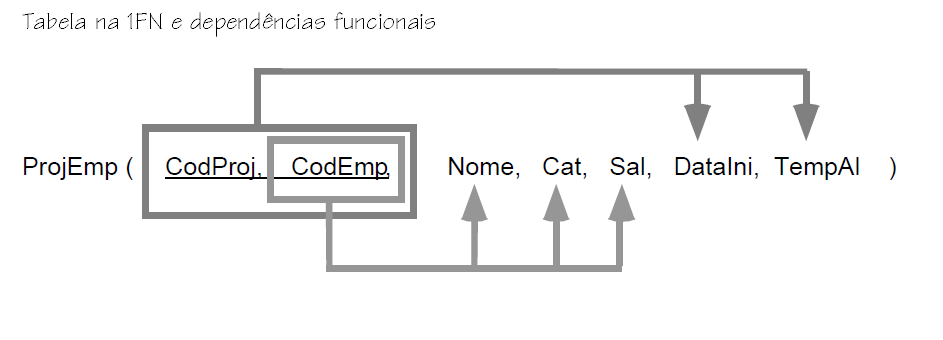 Tabela na 1FN e dependências funcionais
ProjEmp ( CodProj, CodEmp, Nome, Cat, Sal, DataIni, TempAl )